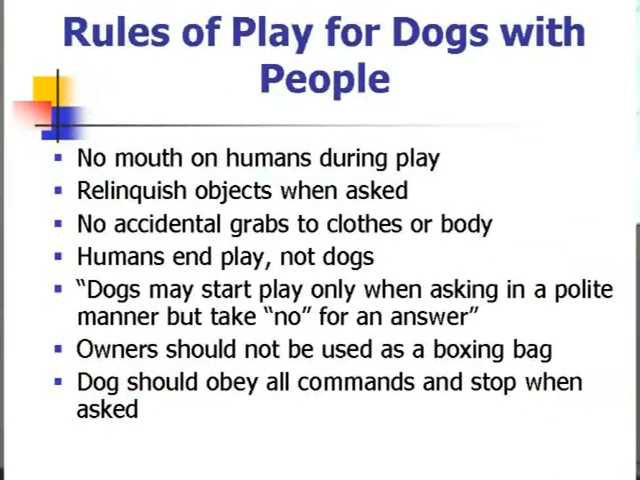 Rules of Play for Dogs with
People
No mouth on humans during play
Relinquish objects when asked
No accidental grabs to clothes or body
Humans end play, not dogs
“Dogs may start play only when asking in a polite
manner but take “no” for an answer”
Owners should not be used as a boxing bag
Dog should obey all commands and stop when
asked